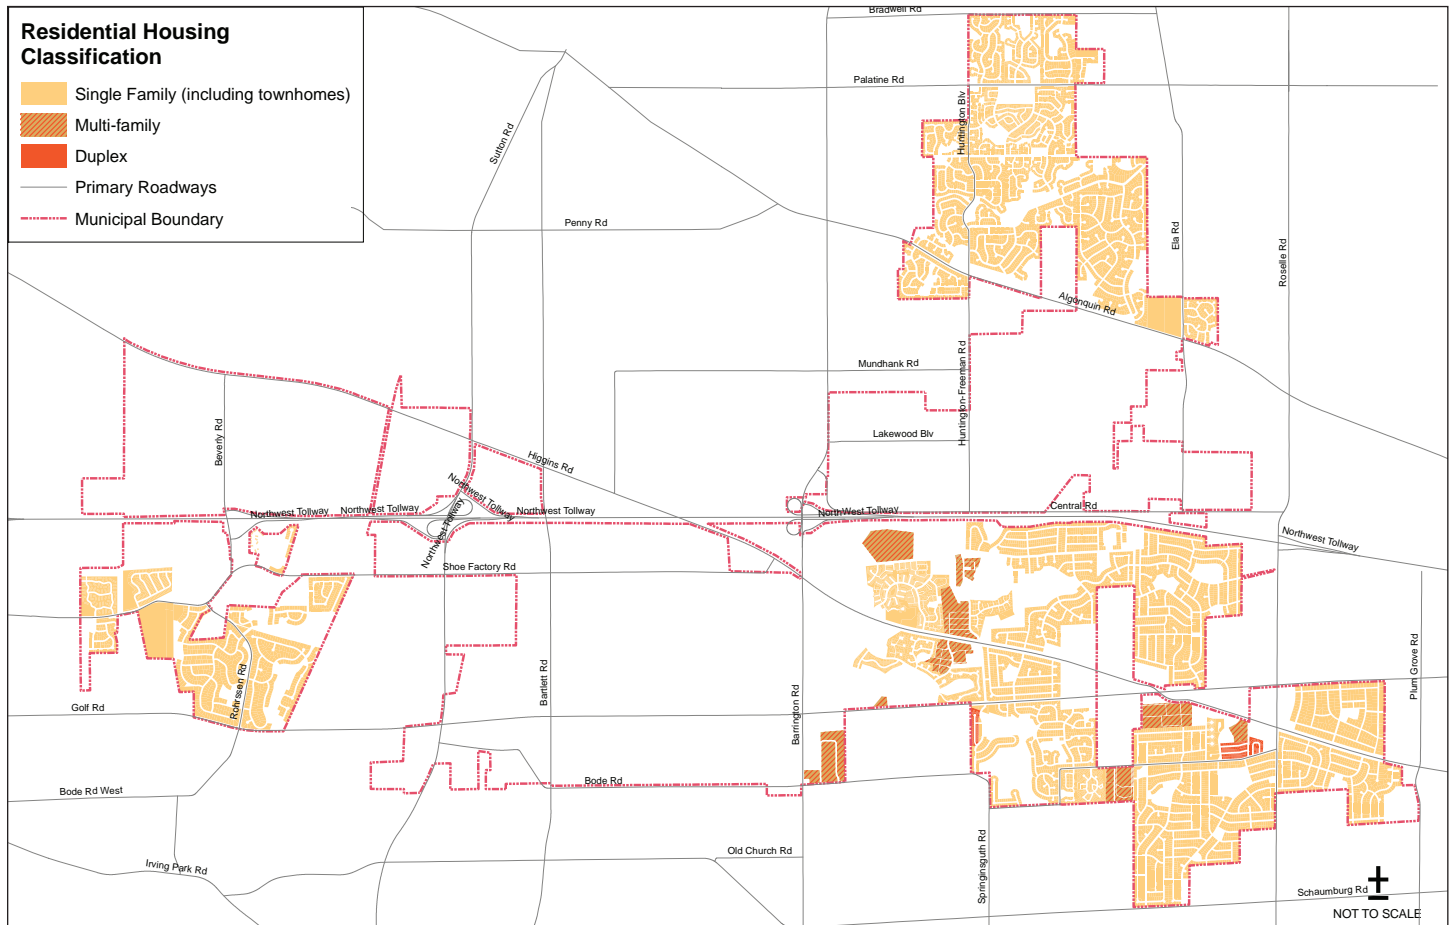 Residential Housing
Classification
Single Family (including townhomes)
Multi-family
Duplex
Primary Roadways
Municipal Boundary
Bradwell Rd
Palatine Rd
Huntington Blv
Sutton Rd
Penny Rd
Ela Rd
Roselle Rd
Algonquin Rd
Mundhank Rd
Huntington-Freeman Rd
Lakewood Blv
Beverly Rd
Higgins Rd
Northwest Tollway
Northwest Tollway
Northwest Tollway
Northwest Tollway
Northwest Tollway
NorthWest Tollway
Central Rd
Northwest Tollway
Shoe Factory Rd
Rohrssen Rd
Bartlett Rd
Barrington Rd
Plum Grove Rd
Golf Rd
Bode Rd
Bode Rd West
Irving Park Rd
Old Church Rd
Springinsguth Rd
Schaumburg Rd
NOT TO SCALE